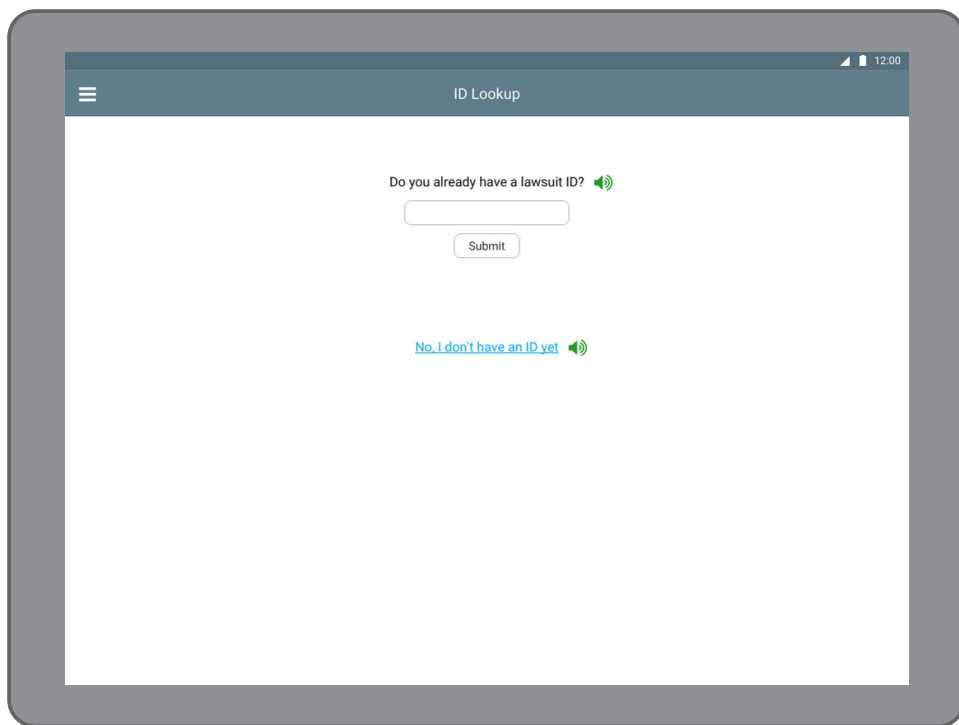 12:00
ID Lookup
Do you already have a lawsuit ID?
Submit
No, I don't have an ID yet